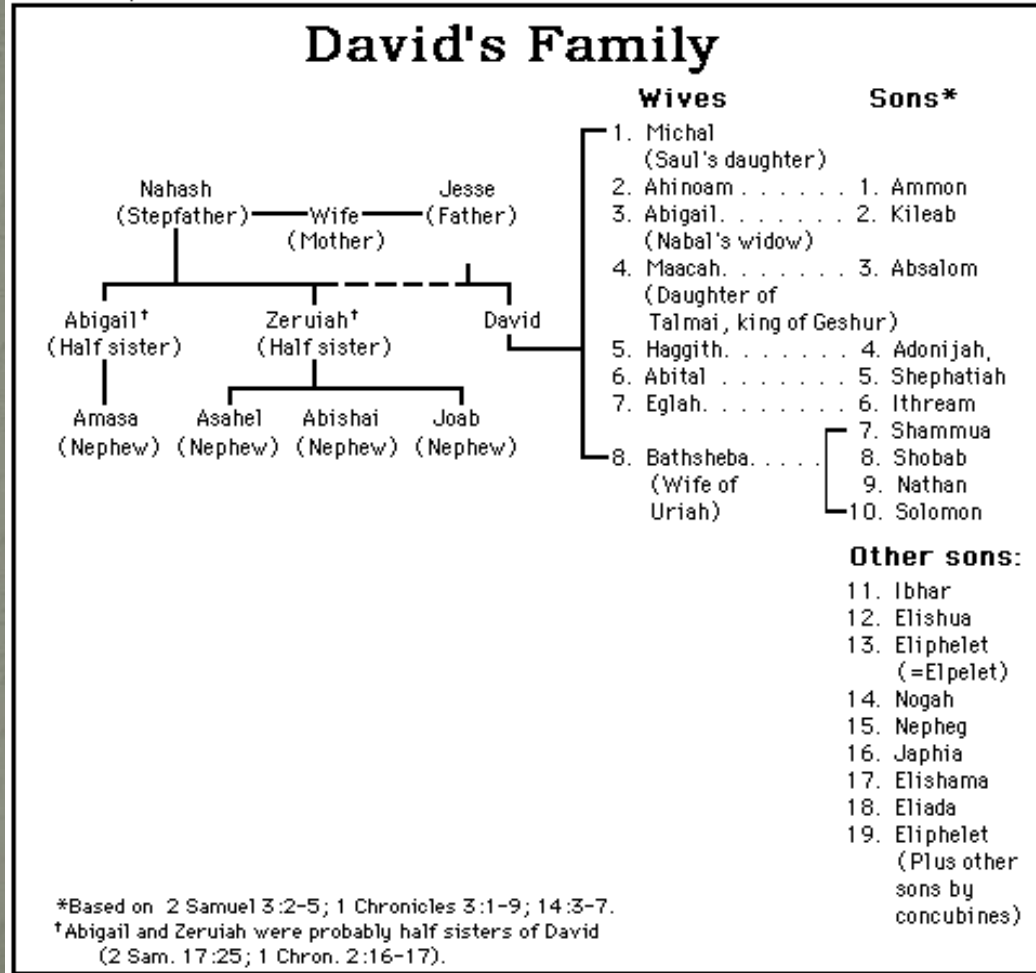 David's Family
Wives Sons*
1. Michal
(Saul's daughter)
2. Ahinoam . . . . . . 1. Ammon
3. Abigail. . . . . . . 2. Kileab
(Nabal's widow)
4. Maacah. . . . . . . 3. Absalom
(Daughter of
Talmai, king of Geshur)
5. Haggith. . . . . . . 4. Adonijah,
6. Abital . . . . . . . 5. Shephatiah
7. Eglah. . . . . . . . 6. Ithream
7. Shammua
8. Bathsheba. . . . . 8. Shobab
(Wife of 9. Nathan
Uriah) 10. Solomon
Nahash Jesse
(Stepfather) Wife (Father)
(Mother)
Abigail† Zeruiah† David
(Half sister) (Half sister)
Amasa Asahel Abishai Joab
(Nephew) (Nephew) (Nephew) (Nephew)
Other sons:
11. Ibhar
12. Elishua
13. Eliphelet
(=Elpelet)
14. Nogah
15. Nepheg
16. Japhia
17. Elishama
18. Eliada
19. Eliphelet
(Plus other
sons by
concubines)
*Based on 2 Samuel 3:2-5; 1 Chronicles 3:1-9; 14:3-7.
†Abigail and Zeruiah were probably half sisters of David
(2 Sam. 17:25; 1 Chron. 2:16-17).